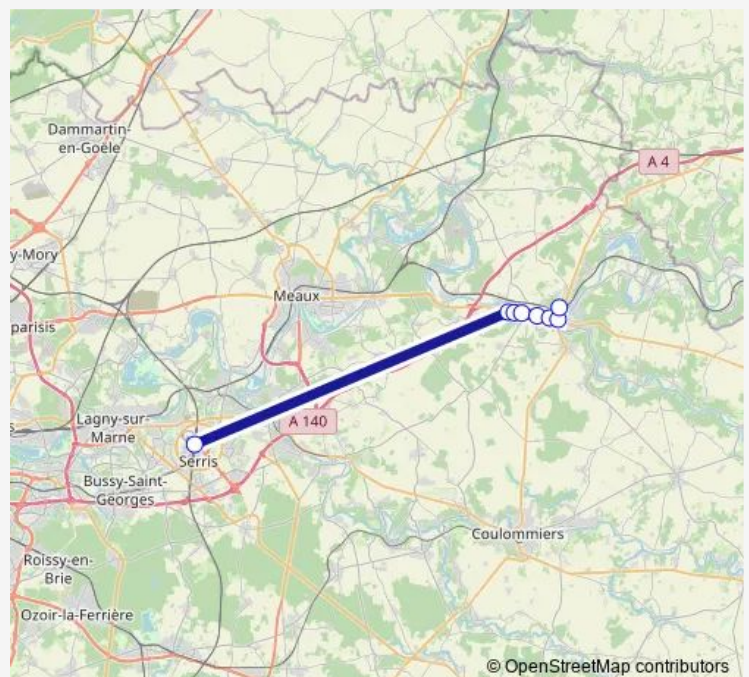 Dammartin-
en-Goële
A 4
y-Mory
Meaux
parisis
Lagny-sur-
Marne
A 140
Serris
Bussy-Saint-
Georges
Coulommiers
Roissy-en-
Brie
Ozoir-la-Ferrière
© OpenStreetMap contributors